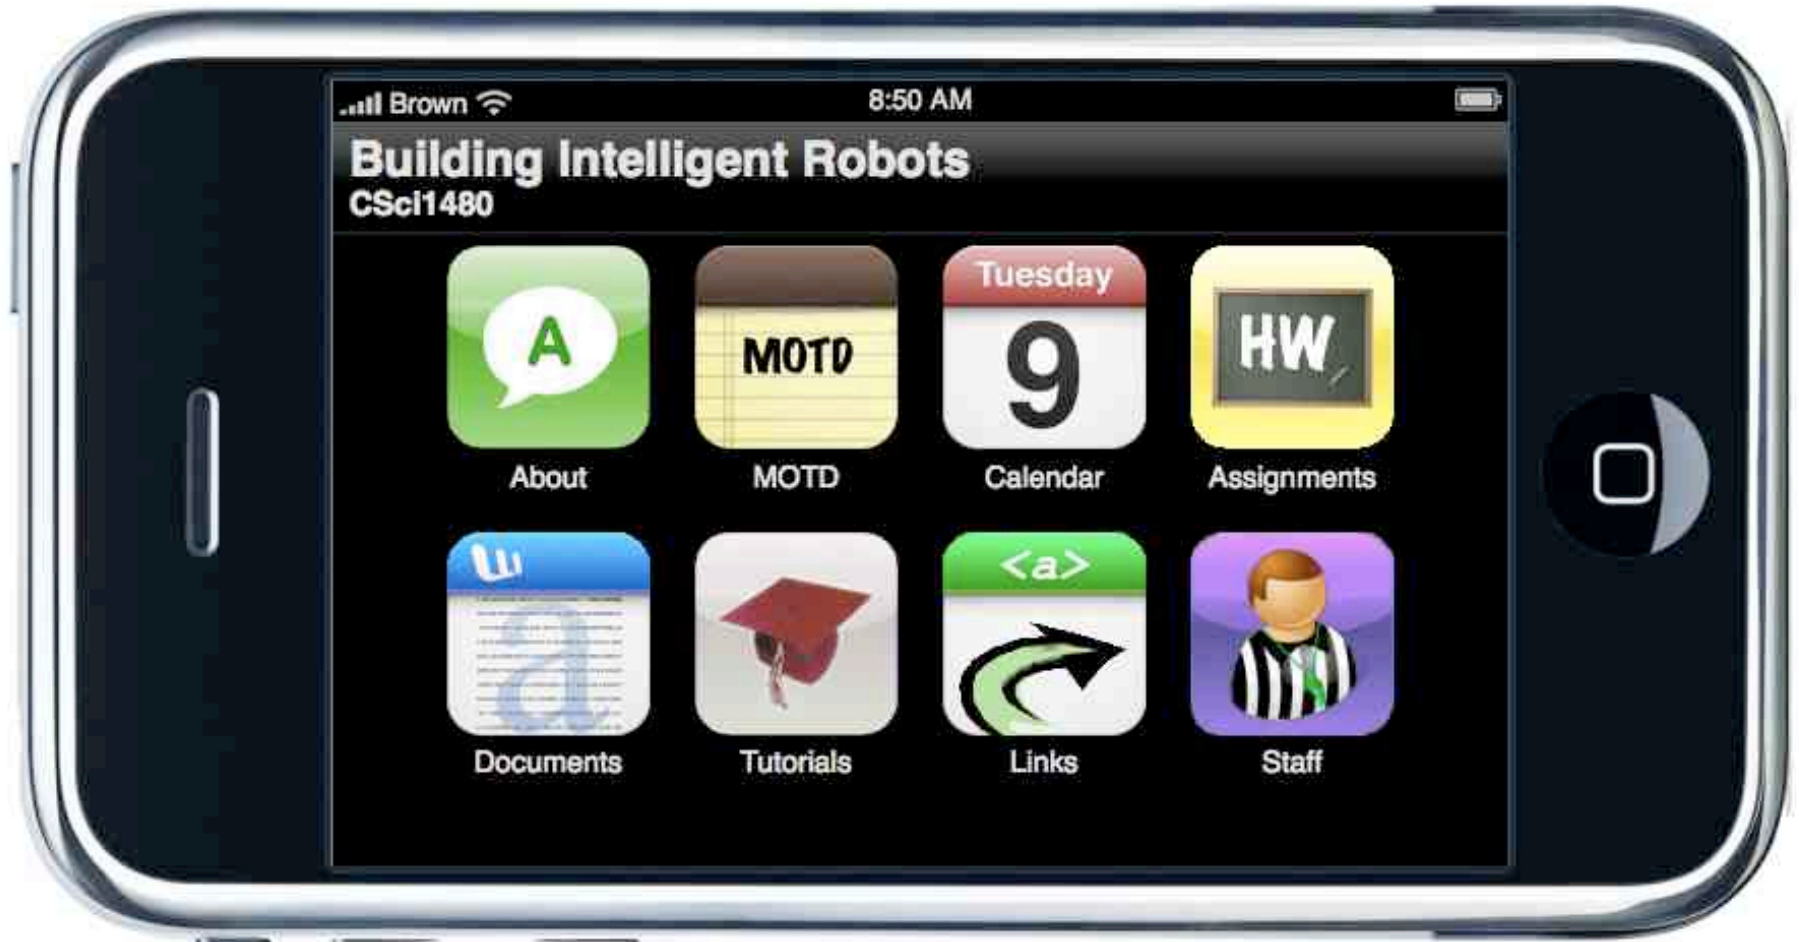 Brown 8:50 AM
Building Intelligent Robots
CSci1480
A
MOTD
Tuesday
9
HW
About MOTD Calendar Assignments
W
a
<a>
Documents Tutorials Links Staff